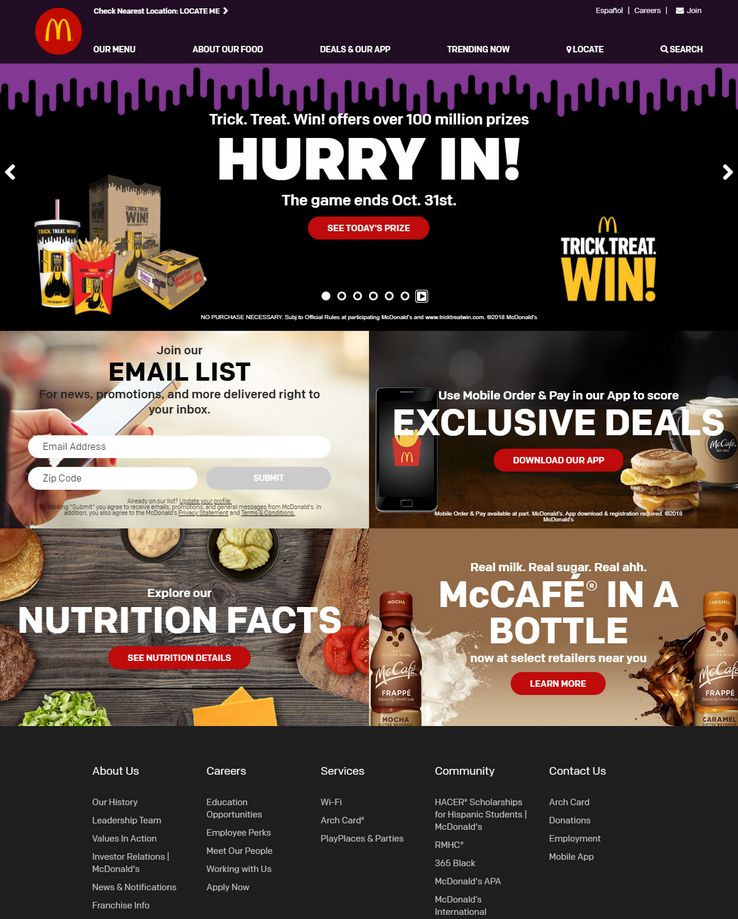 Check Nearest Location: LOCATE ME
Español | Careers | Join
OUR MENU
ABOUT OUR FOOD
DEALS & OUR APP
TRENDING NOW
LOCATE
SEARCH
Trick. Treat. Win! offers over 100 million prizes
HURRY IN!
The game ends Oct. 31st.
SEE TODAY'S PRIZE
TRICK.TREAT.
WIN!
NO PURCHASE NECESSARY. Subj to Official Rules at participating McDonald's and www.tricktreatwin.com. ©2018 McDonald's
Join our
EMAIL LIST
For news, promotions, and more delivered right to
your inbox.
Email Address
Zip Code
SUBMIT
Already on our list? Update your profile.
By clicking "Submit" you agree to receive emails, promotions, and general messages from McDonald's. In
addition, you also agree to the McDonald's Privacy Statement and Terms & Conditions.
Use Mobile Order & Pay in our App to score
EXCLUSIVE DEALS
DOWNLOAD OUR APP
McCafé
Mobile Order & Pay available at part. McDonald's. App download & registration required. ©2018
McDonald's
Explore our
NUTRITION FACTS
SEE NUTRITION DETAILS
Real milk. Real sugar. Real ahh.
McCAFÉ® IN A
BOTTLE
now at select retailers near you
LEARN MORE
MOCHA
McCafé
FRAPPÉ
MOCHA
CARAMEL
McCafé
FRAPPÉ
CARAMEL
About Us
Our History
Leadership Team
Values In Action
Investor Relations |
McDonald's
News & Notifications
Franchise Info
Careers
Education
Opportunities
Employee Perks
Meet Our People
Working with Us
Apply Now
Services
Wi-Fi
Arch Card®
PlayPlaces & Parties
Community
HACER® Scholarships
for Hispanic Students |
McDonald's
RMHC®
365 Black
McDonald's APA
McDonald's
International
Contact Us
Arch Card
Donations
Employment
Mobile App